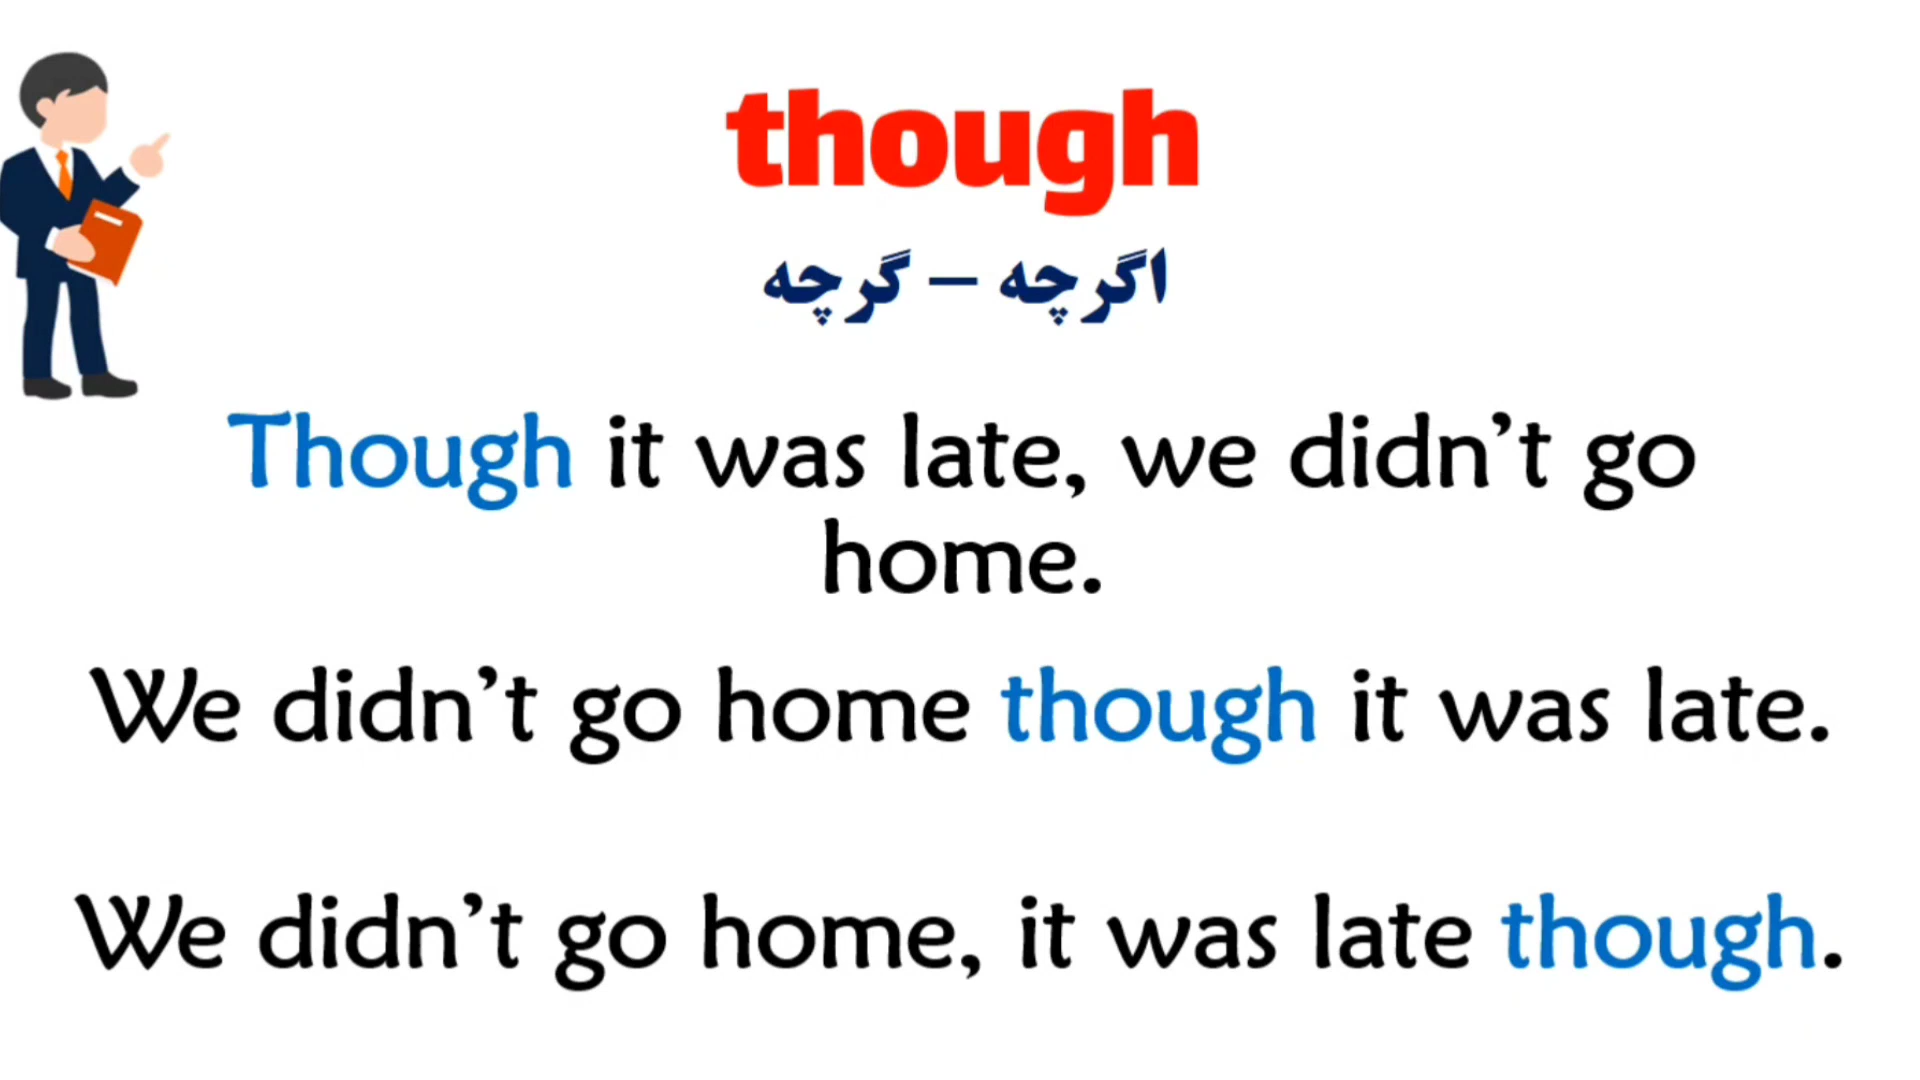 though
اگرچه – گرچه
Though it was late, we didn’t go
home.
We didn’t go home though it was late.
We didn’t go home, it was late though.